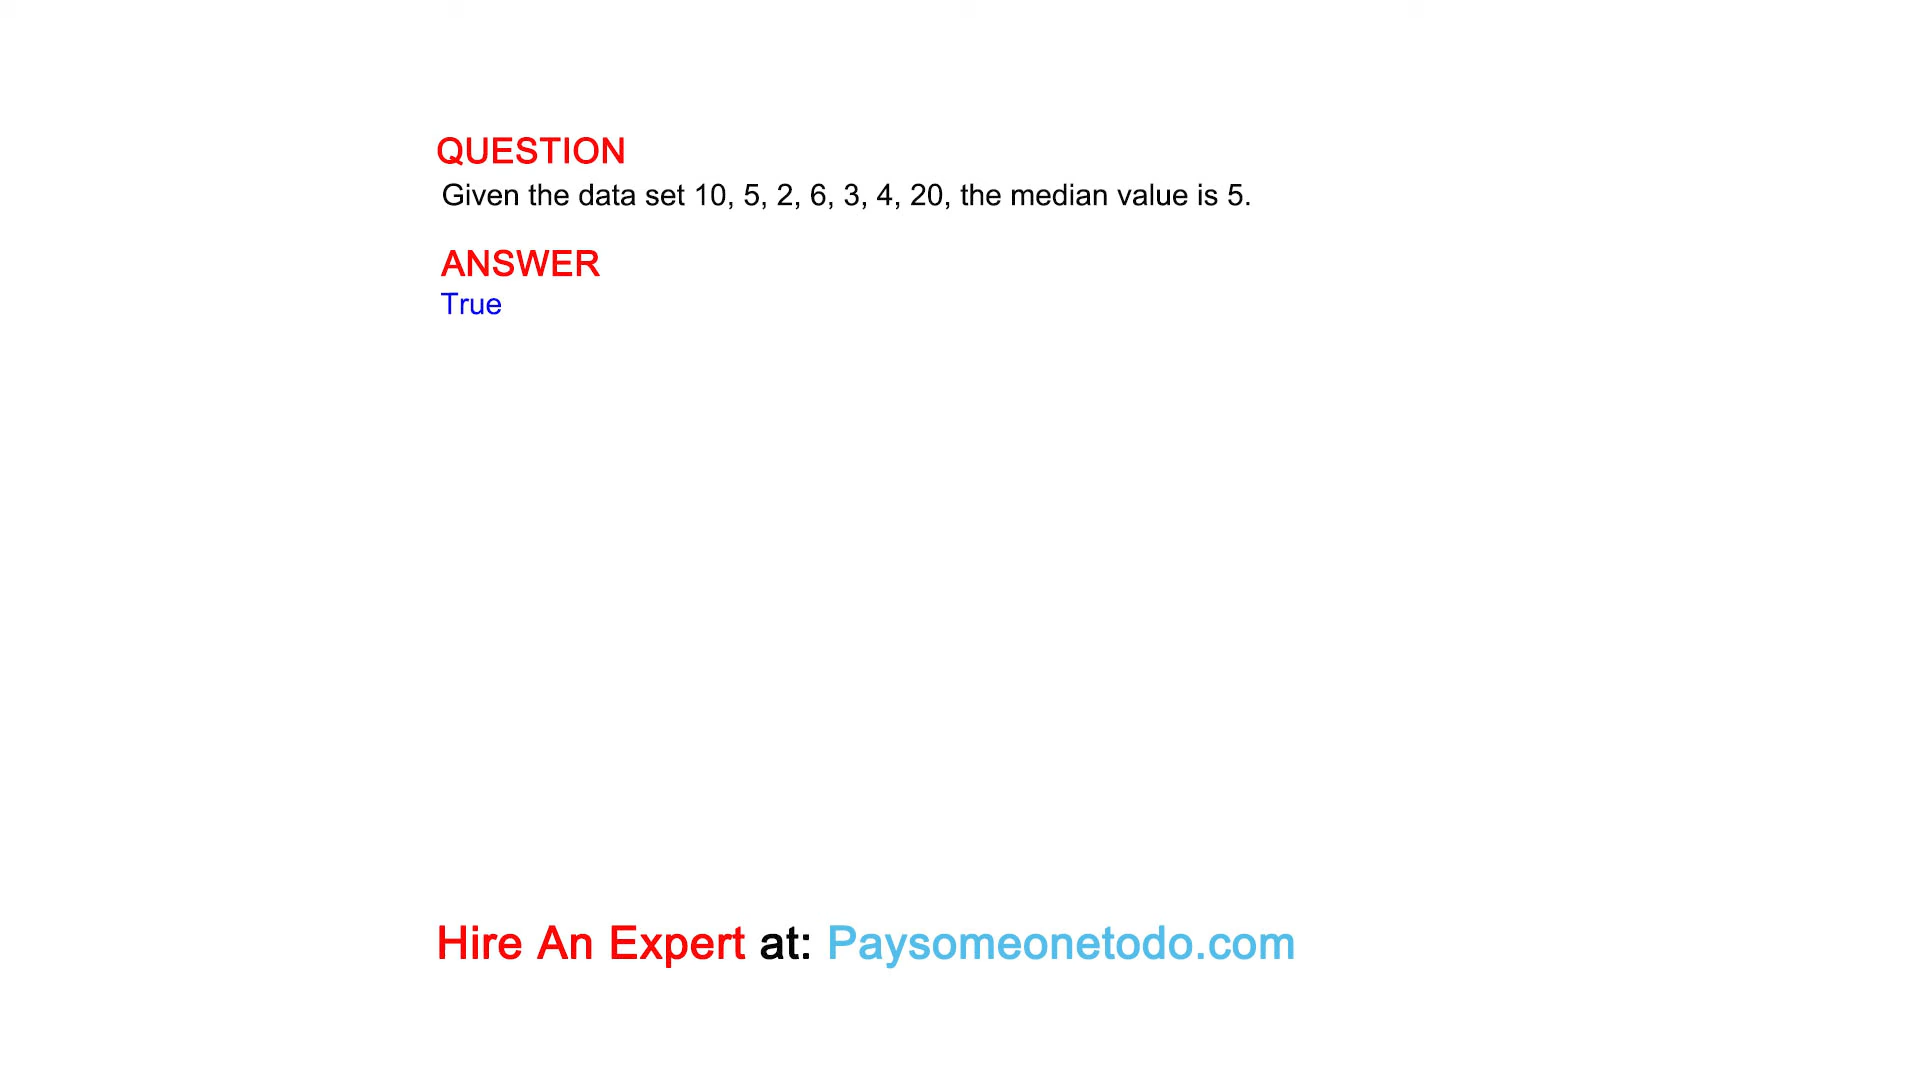 QUESTION
Given the data set 10, 5, 2, 6, 3, 4, 20, the median value is 5.
ANSWER
True
Hire An Expert at: Paysomeonetodo.com